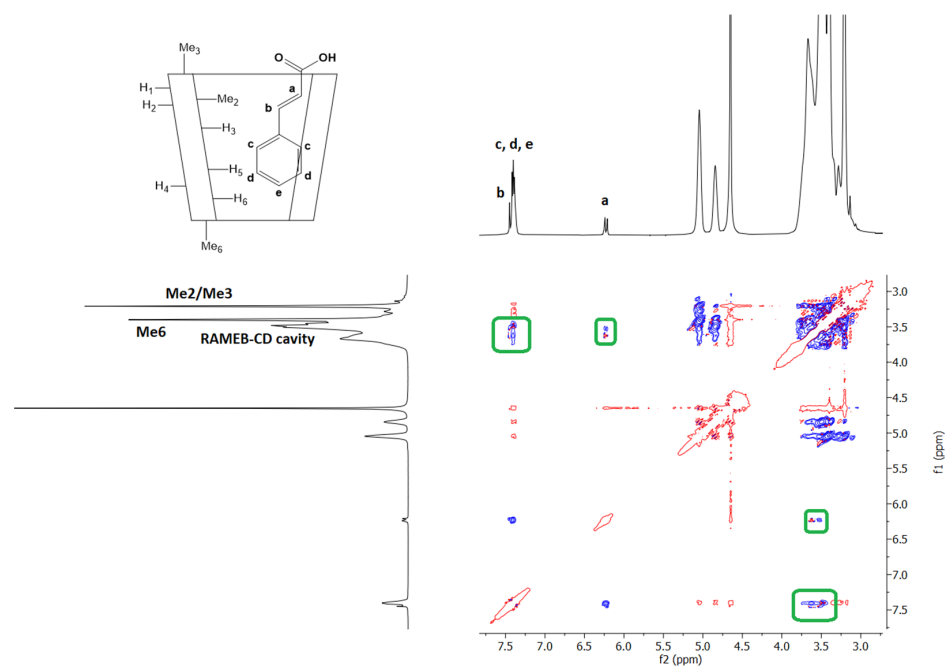 Me3
O
OH
H1
H2
Me2
a
b
H3
c
c
H5
d
d
H4
e
H6
Me6
c, d, e
b
a
Me2/Me3
Me6
RAMEB-CD cavity
3.0
3.5
4.0
4.5
5.0
5.5
6.0
6.5
7.0
7.5
f1 (ppm)
7.5 7.0 6.5 6.0 5.5 5.0 4.5 4.0 3.5 3.0
f2 (ppm)